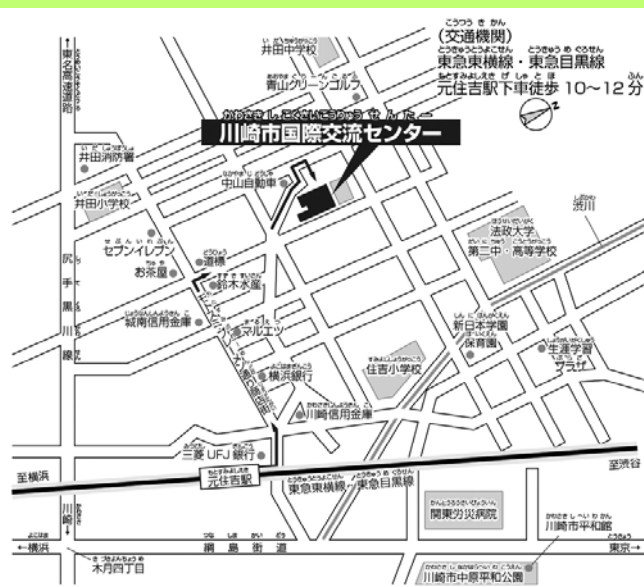 (交通機関)
東急東横線・東急目黒線
元住吉駅下車徒歩 10〜12分
川崎市国際交流センター
井田中学校
青山グリーンゴルフ
←東名高速道路
井田消防署
中山自動車
井田小学校
渋川
法政大学
第二中・高等学校
セブンイレブン
お茶屋
道標
鈴木水産
尻手黒川線
城南信用金庫
マルエツ
新日本学園
保育園
生涯学習
プラザ
横浜銀行
住吉小学校
川崎信用金庫
三菱UFJ銀行
至横浜
元住吉駅
東急東横線・東急目黒線
至渋谷
川崎→
関東労災病院
川崎市平和館
←横浜
綱島街道
東京→
木月四丁目
川崎市中原平和公園